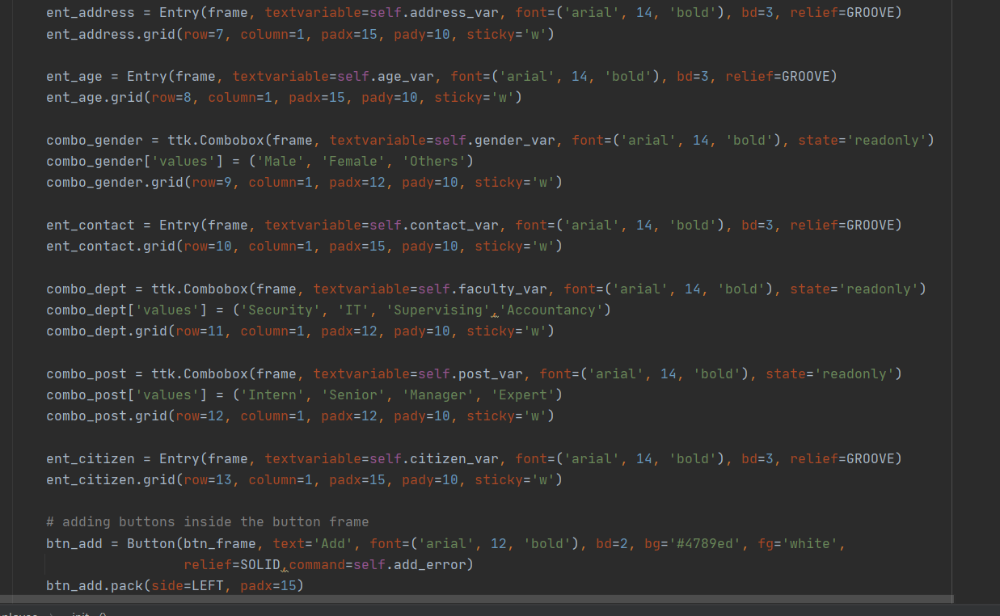 ent_address = Entry(frame, textvariable=self.address_var, font=('arial', 14, 'bold'), bd=3, relief=GROOVE)
ent_address.grid(row=7, column=1, padx=15, pady=10, sticky='w')
ent_age = Entry(frame, textvariable=self.age_var, font=('arial', 14, 'bold'), bd=3, relief=GROOVE)
ent_age.grid(row=8, column=1, padx=15, pady=10, sticky='w')
combo_gender = ttk.Combobox(frame, textvariable=self.gender_var, font=('arial', 14, 'bold'), state='readonly')
combo_gender['values'] = ('Male', 'Female', 'Others')
combo_gender.grid(row=9, column=1, padx=12, pady=10, sticky='w')
ent_contact = Entry(frame, textvariable=self.contact_var, font=('arial', 14, 'bold'), bd=3, relief=GROOVE)
ent_contact.grid(row=10, column=1, padx=15, pady=10, sticky='w')
combo_dept = ttk.Combobox(frame, textvariable=self.faculty_var, font=('arial', 14, 'bold'), state='readonly')
combo_dept['values'] = ('Security', 'IT', 'Supervising','Accountancy')
combo_dept.grid(row=11, column=1, padx=12, pady=10, sticky='w')
combo_post = ttk.Combobox(frame, textvariable=self.post_var, font=('arial', 14, 'bold'), state='readonly')
combo_post['values'] = ('Intern', 'Senior', 'Manager', 'Expert')
combo_post.grid(row=12, column=1, padx=12, pady=10, sticky='w')
ent_citizen = Entry(frame, textvariable=self.citizen_var, font=('arial', 14, 'bold'), bd=3, relief=GROOVE)
ent_citizen.grid(row=13, column=1, padx=15, pady=10, sticky='w')
# adding buttons inside the button frame
btn_add = Button(btn_frame, text='Add', font=('arial', 12, 'bold'), bd=2, bg='#4789ed', fg='white',
relief=SOLID,command=self.add_error)
btn_add.pack(side=LEFT, padx=15)